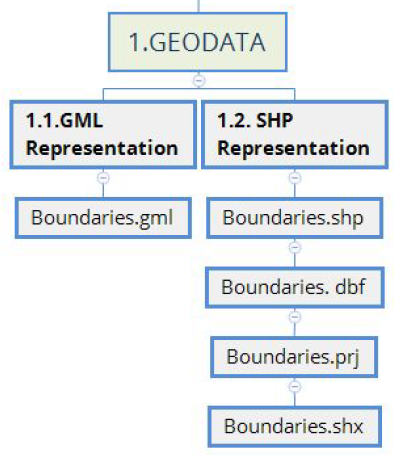 1.GEODATA
1.1.GML
Representation
Boundaries.gml
1.2. SHP
Representation
Boundaries.shp
Boundaries. dbf
Boundaries.prj
Boundaries.shx